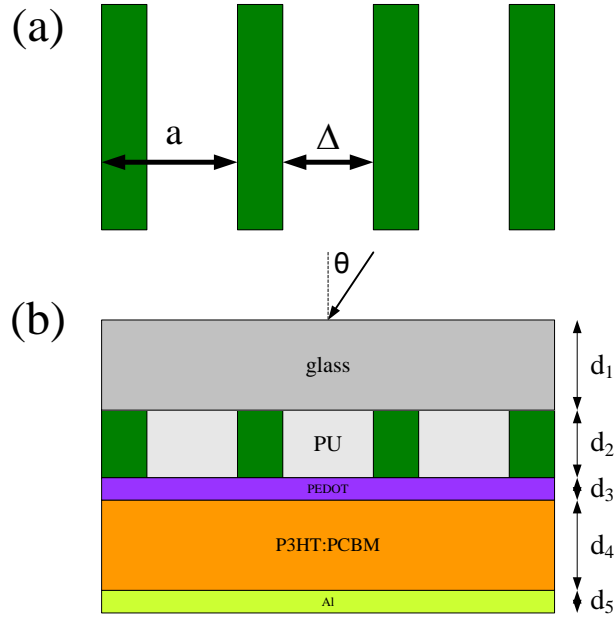 (a)
a
Δ
θ
(b)
glass
d₁
PU
d₂
PEDOT
d₃
P3HT:PCBM
d₄
Al
d₅